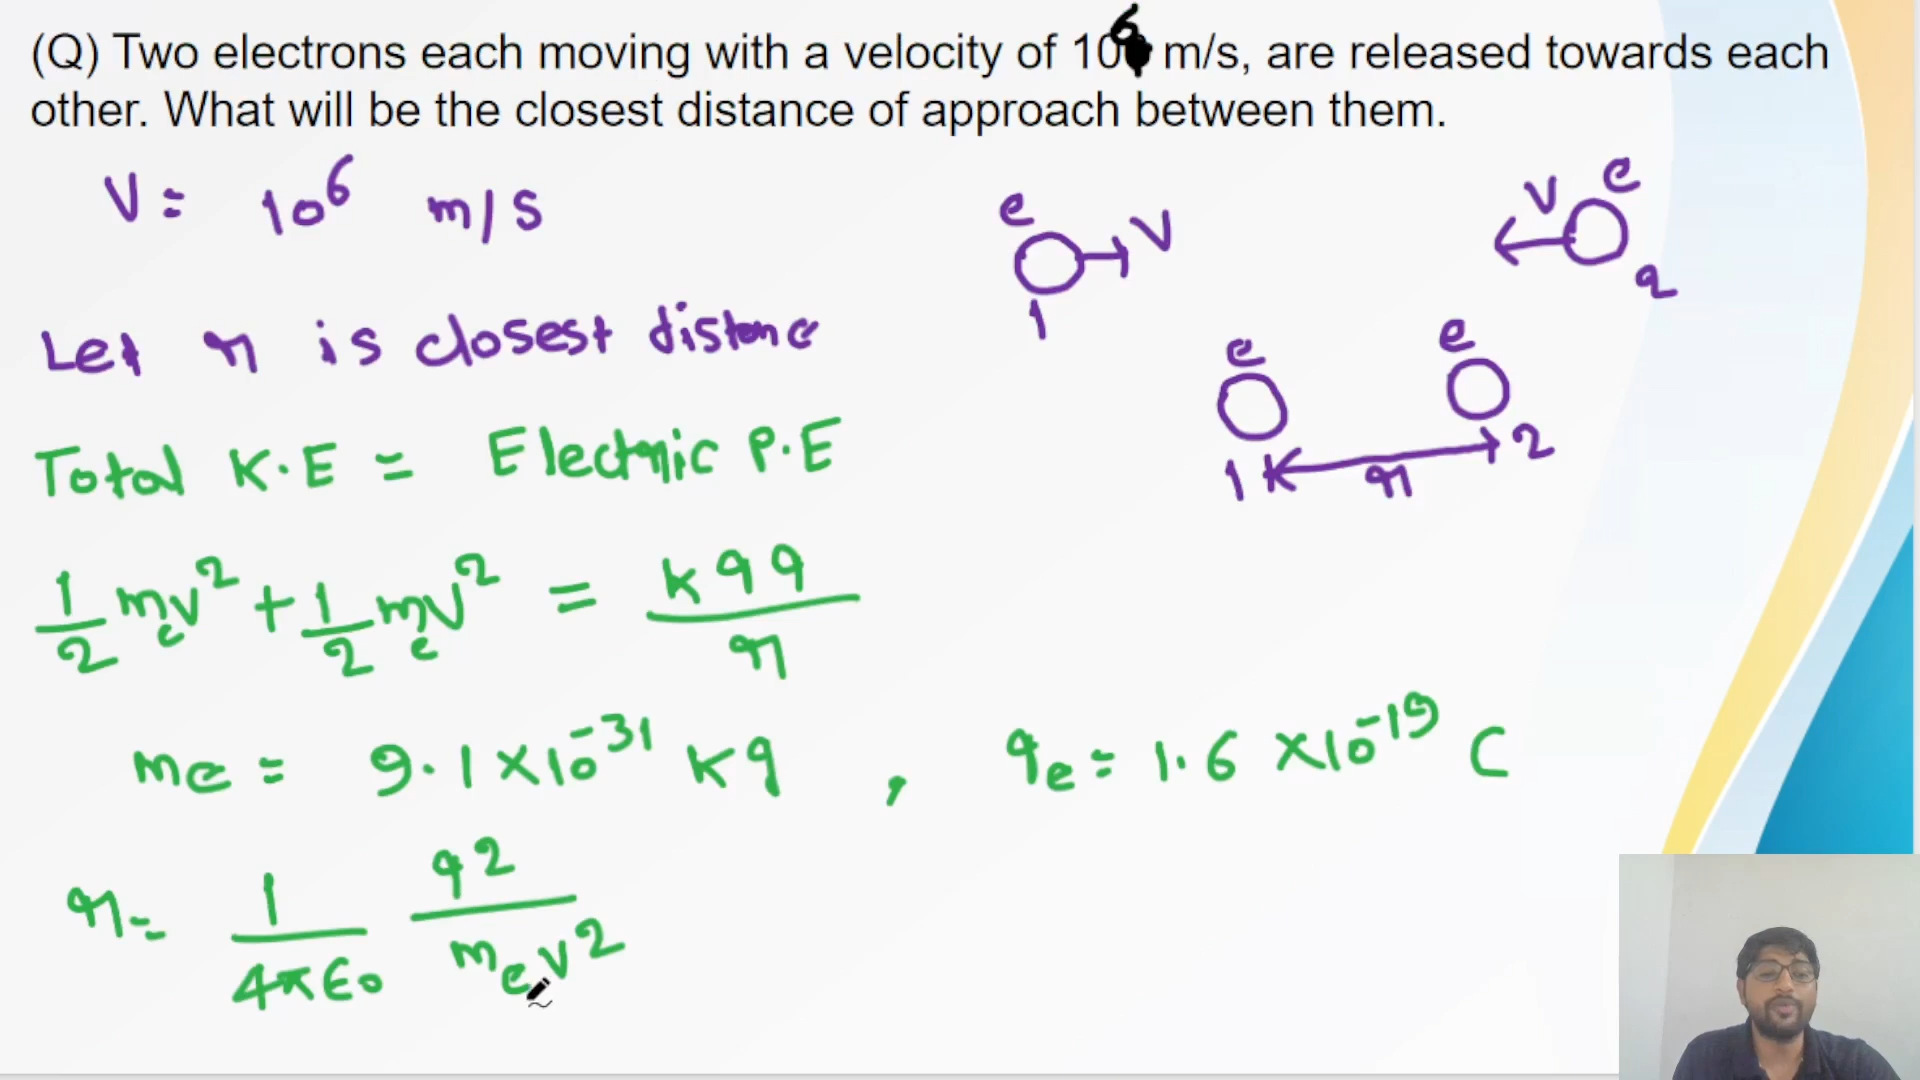 (Q) Two electrons each moving with a velocity of 10⁶ m/s, are released towards each
other. What will be the closest distance of approach between them.
V = 10⁶ m/s
e
V
1
V
e
2
Let r is closest distance
e
e
1
r
2
Total K.E = Electric P.E
1/2 mₑv² + 1/2 mₑv² = kqq/r
mₑ = 9.1 × 10⁻³¹ kg , qₑ = 1.6 × 10⁻¹⁹ C
r = 1/4πε₀ q²/mₑv²